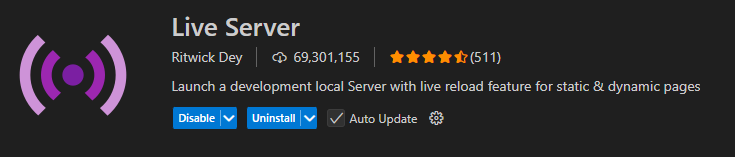 Live Server
Ritwick Dey 69,301,155 (511)
Launch a development local Server with live reload feature for static & dynamic pages
Disable Uninstall Auto Update